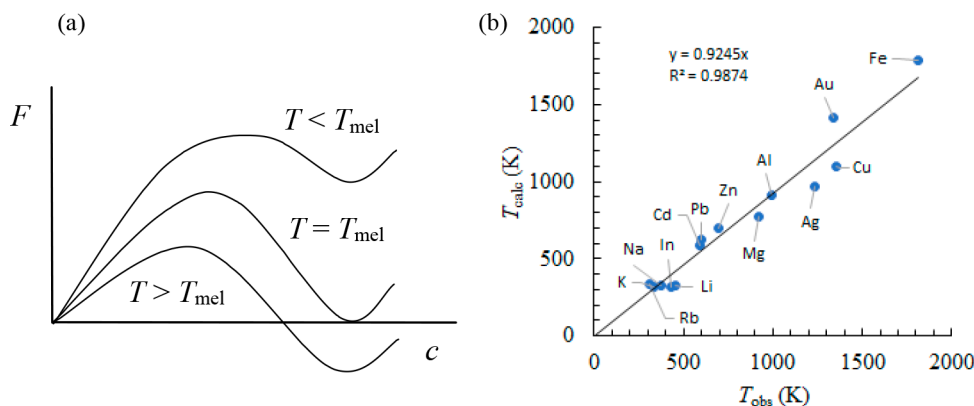 (a)
F
T < Tmel
T = Tmel
T > Tmel
c
(b)
2000
1500
1000
500
0
Tcalc (K)
y = 0.9245x
R² = 0.9874
Fe
Au
Al
Cu
Zn
Pb
Cd
Ag
Mg
Na
In
K
Li
Rb
0
500
1000
1500
2000
Tobs (K)